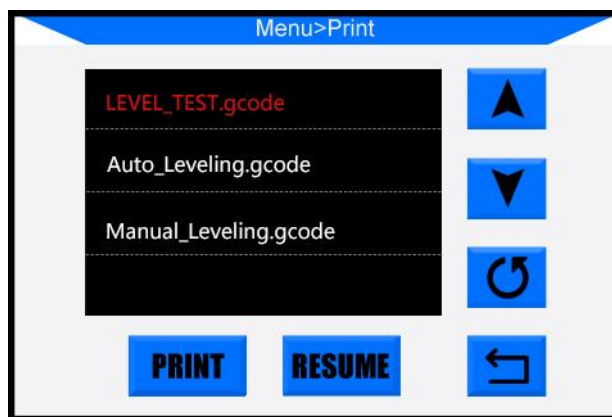 Menu>Print
LEVEL_TEST.gcode
Auto_Leveling.gcode
Manual_Leveling.gcode
PRINT
RESUME